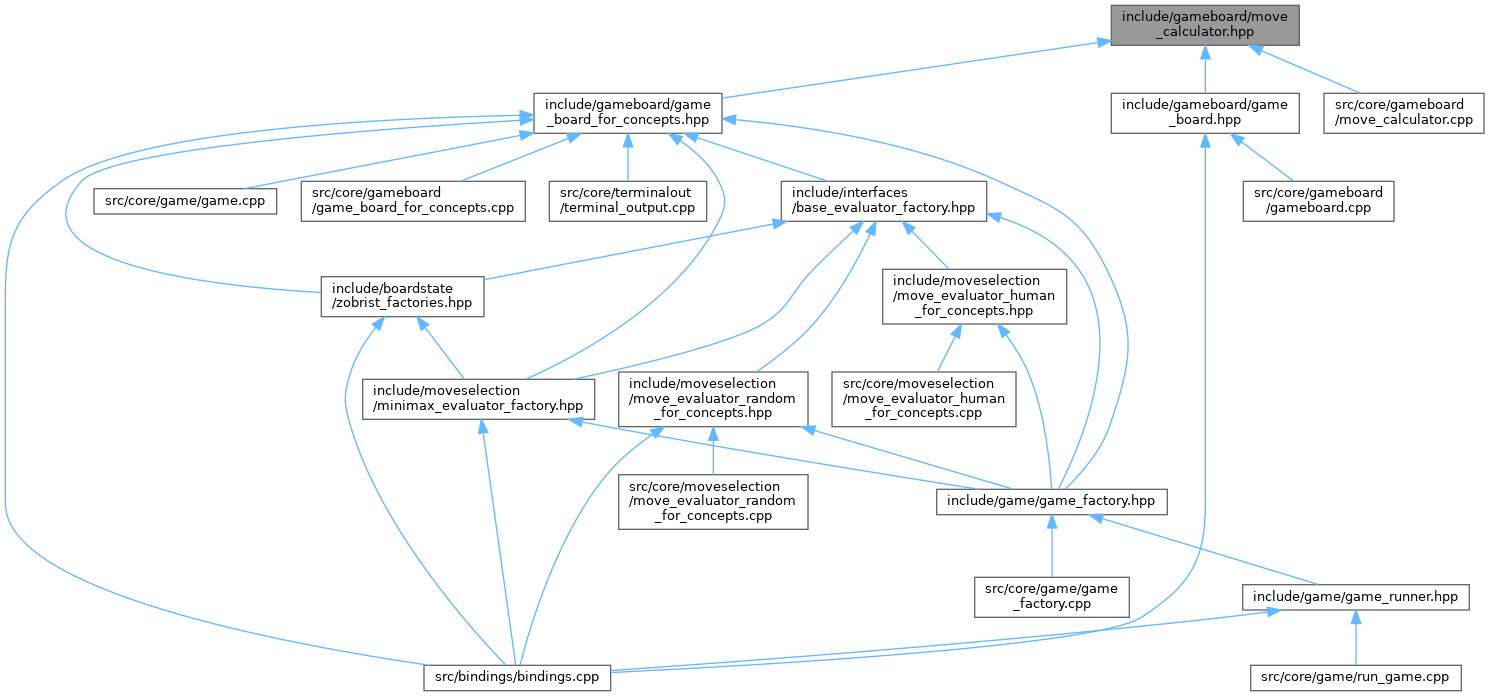 include/gameboard/move
_calculator.hpp
include/gameboard/game
_board_for_concepts.hpp
include/gameboard/game
_board.hpp
src/core/gameboard
/move_calculator.cpp
src/core/game/game.cpp
src/core/gameboard
/game_board_for_concepts.cpp
src/core/terminalout
/terminal_output.cpp
include/interfaces
/base_evaluator_factory.hpp
src/core/gameboard
/gameboard.cpp
include/boardstate
/zobrist_factories.hpp
include/moveselection
/move_evaluator_human
_for_concepts.hpp
include/moveselection
/minimax_evaluator_factory.hpp
include/moveselection
/move_evaluator_random
_for_concepts.hpp
src/core/moveselection
/move_evaluator_human
_for_concepts.cpp
src/core/moveselection
/move_evaluator_random
_for_concepts.cpp
include/game/game_factory.hpp
src/core/game/game
_factory.cpp
include/game/game_runner.hpp
src/bindings/bindings.cpp
src/core/game/run_game.cpp